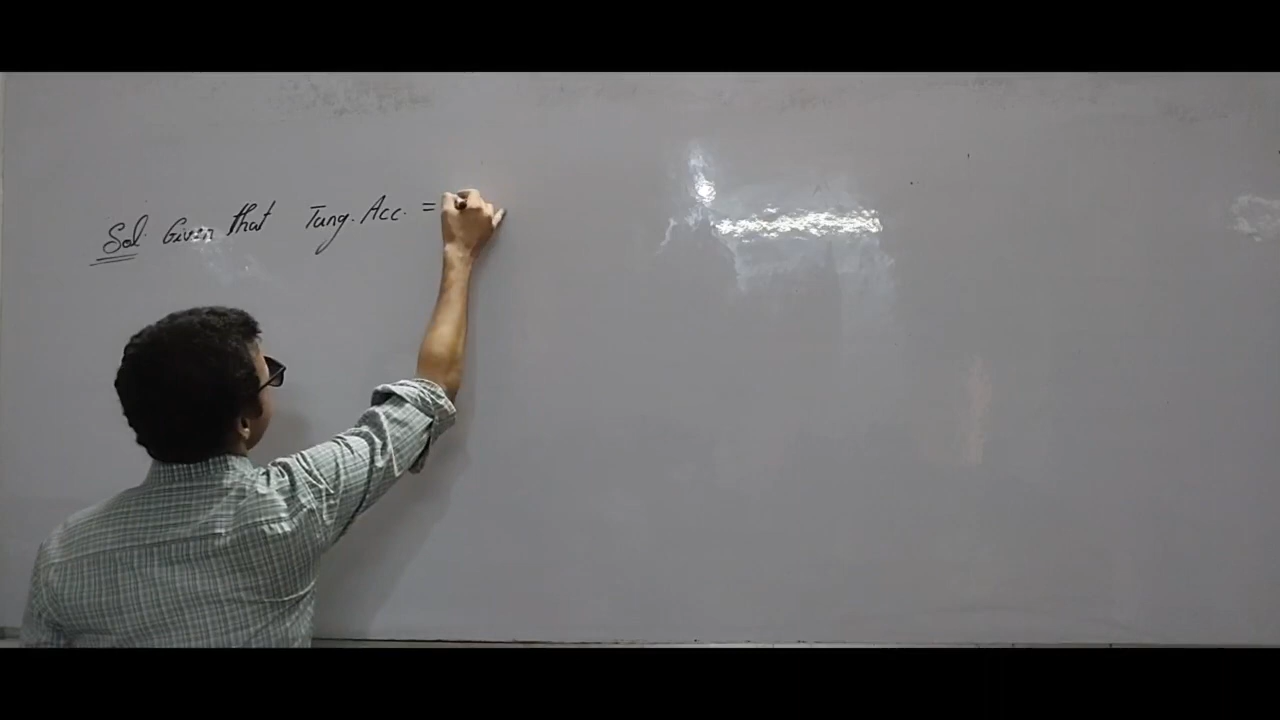 Sol. Given that Tang. Acc. =